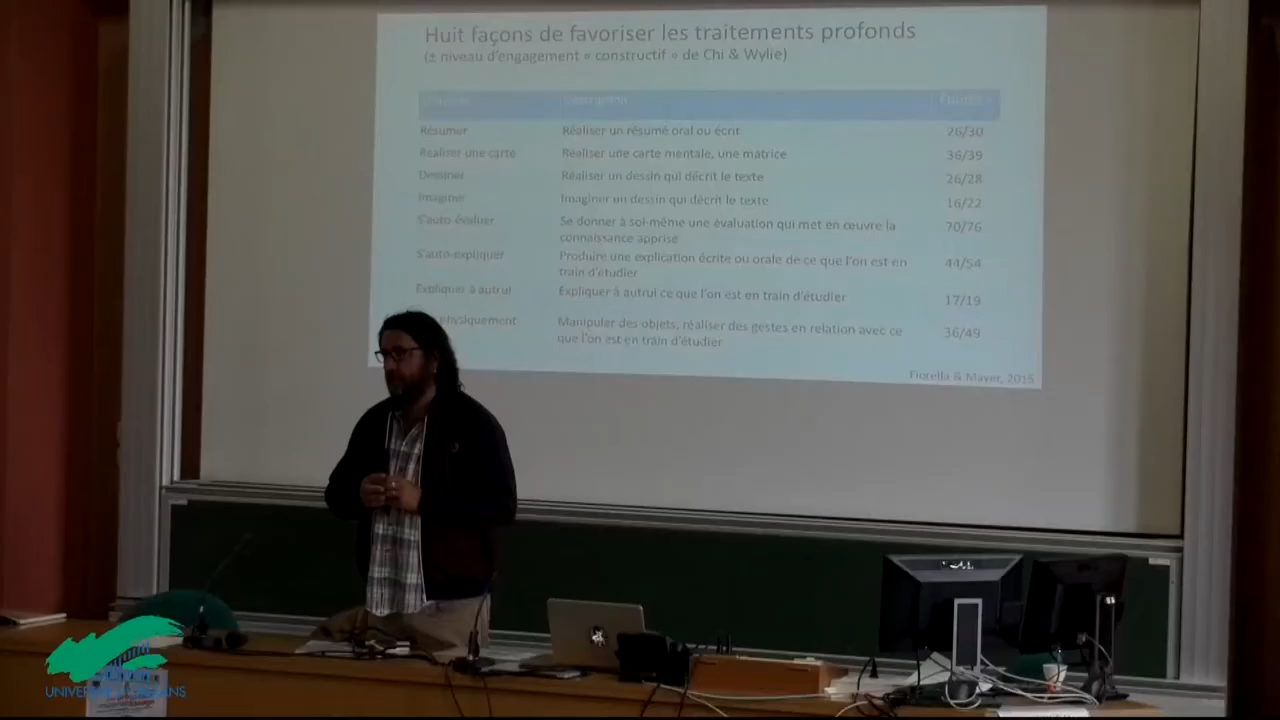 Huit façons de favoriser les traitements profonds
(± niveau d'engagement « constructif » de Chi & Wylie)
Résumer Réaliser un résumé oral ou écrit 26/30
Réaliser une carte Réaliser une carte mentale, une matrice 36/39
Dessiner Réaliser un dessin qui décrit le texte 26/28
Imaginer Imaginer un dessin qui décrit le texte 16/22
S'auto-évaluer Se donner à soi-même une évaluation qui met en œuvre la 70/76
connaissance apprise
S'auto-expliquer Produire une explication écrite ou orale de ce que l'on est en 44/54
train d'étudier
Expliquer à autrui Expliquer à autrui ce que l'on est en train d'étudier 17/19
physiquement Manipuler des objets, réaliser des gestes en relation avec ce 36/49
que l'on est en train d'étudier
Fiorella & Mayer, 2015
UNIVERSITÉ D'ORLÉANS